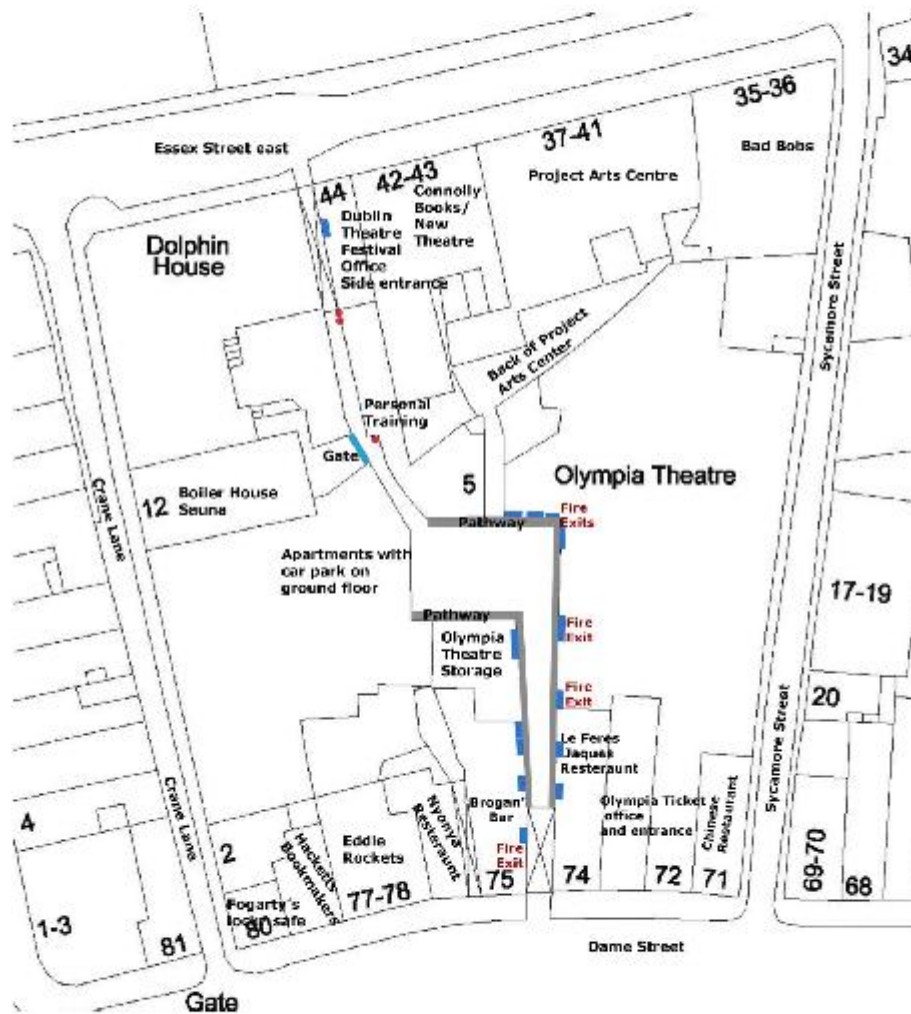 34
35-36
Bad Bobs
37-41
Project Arts Centre
Essex Street east
42-43
Connolly
Books/
New
Theatre
44
Dublin
Theatre
Festival
Office
Side entrance
Dolphin
House
Sycamore Street
Back of Project
Arts Center
Personal
Training
Gate
5
Olympia Theatre
12
Boiler House
Sauna
Crane Lane
Pathway
Fire
Exits
Apartments with
car park on
ground floor
17-19
Pathway
Fire
Exit
Olympia
Theatre
Storage
Fire
Exit
20
Le Feres
Jaques
Resteraunt
Sycamore Street
Crane Lane
4
2
Hacketts
Bookmakers
Eddie
Rockets
Nyonya
Resteraunt
Brogan'
Bar
Fire
Exit
Olympia Ticket
office
and entrance
Chinese
Restaurant
1-3
81
Fogarty's
lock safe
80
77-78
75
74
72
71
69-70
68
Dame Street
Gate